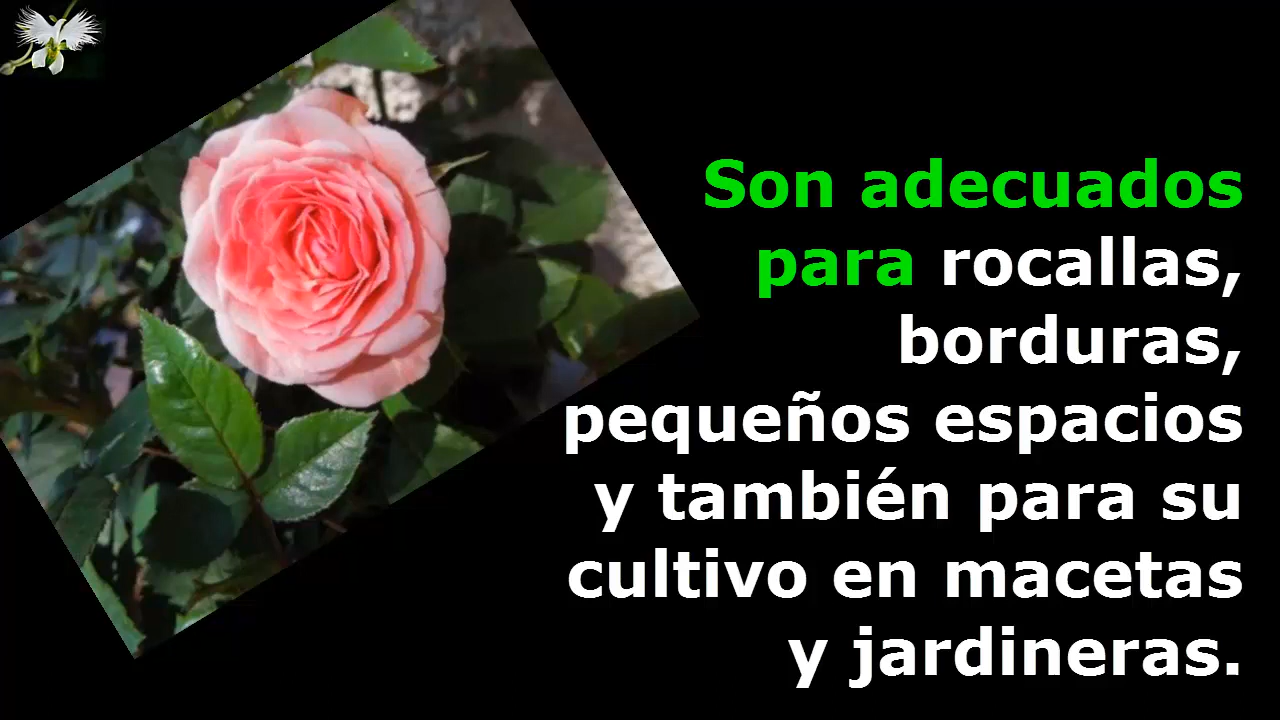 Son adecuados
para rocallas,
borduras,
pequeños espacios
y también para su
cultivo en macetas
y jardineras.